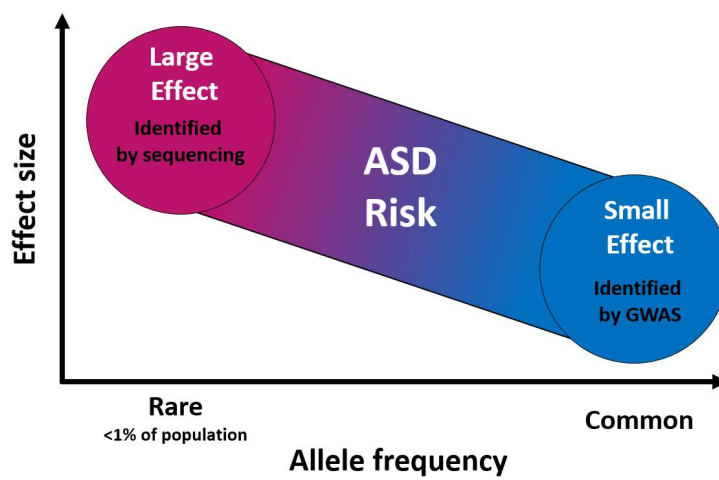 Large
Effect
Identified
by sequencing
ASD
Risk
Small
Effect
Identified
by GWAS
Effect size
Rare
<1% of population
Common
Allele frequency